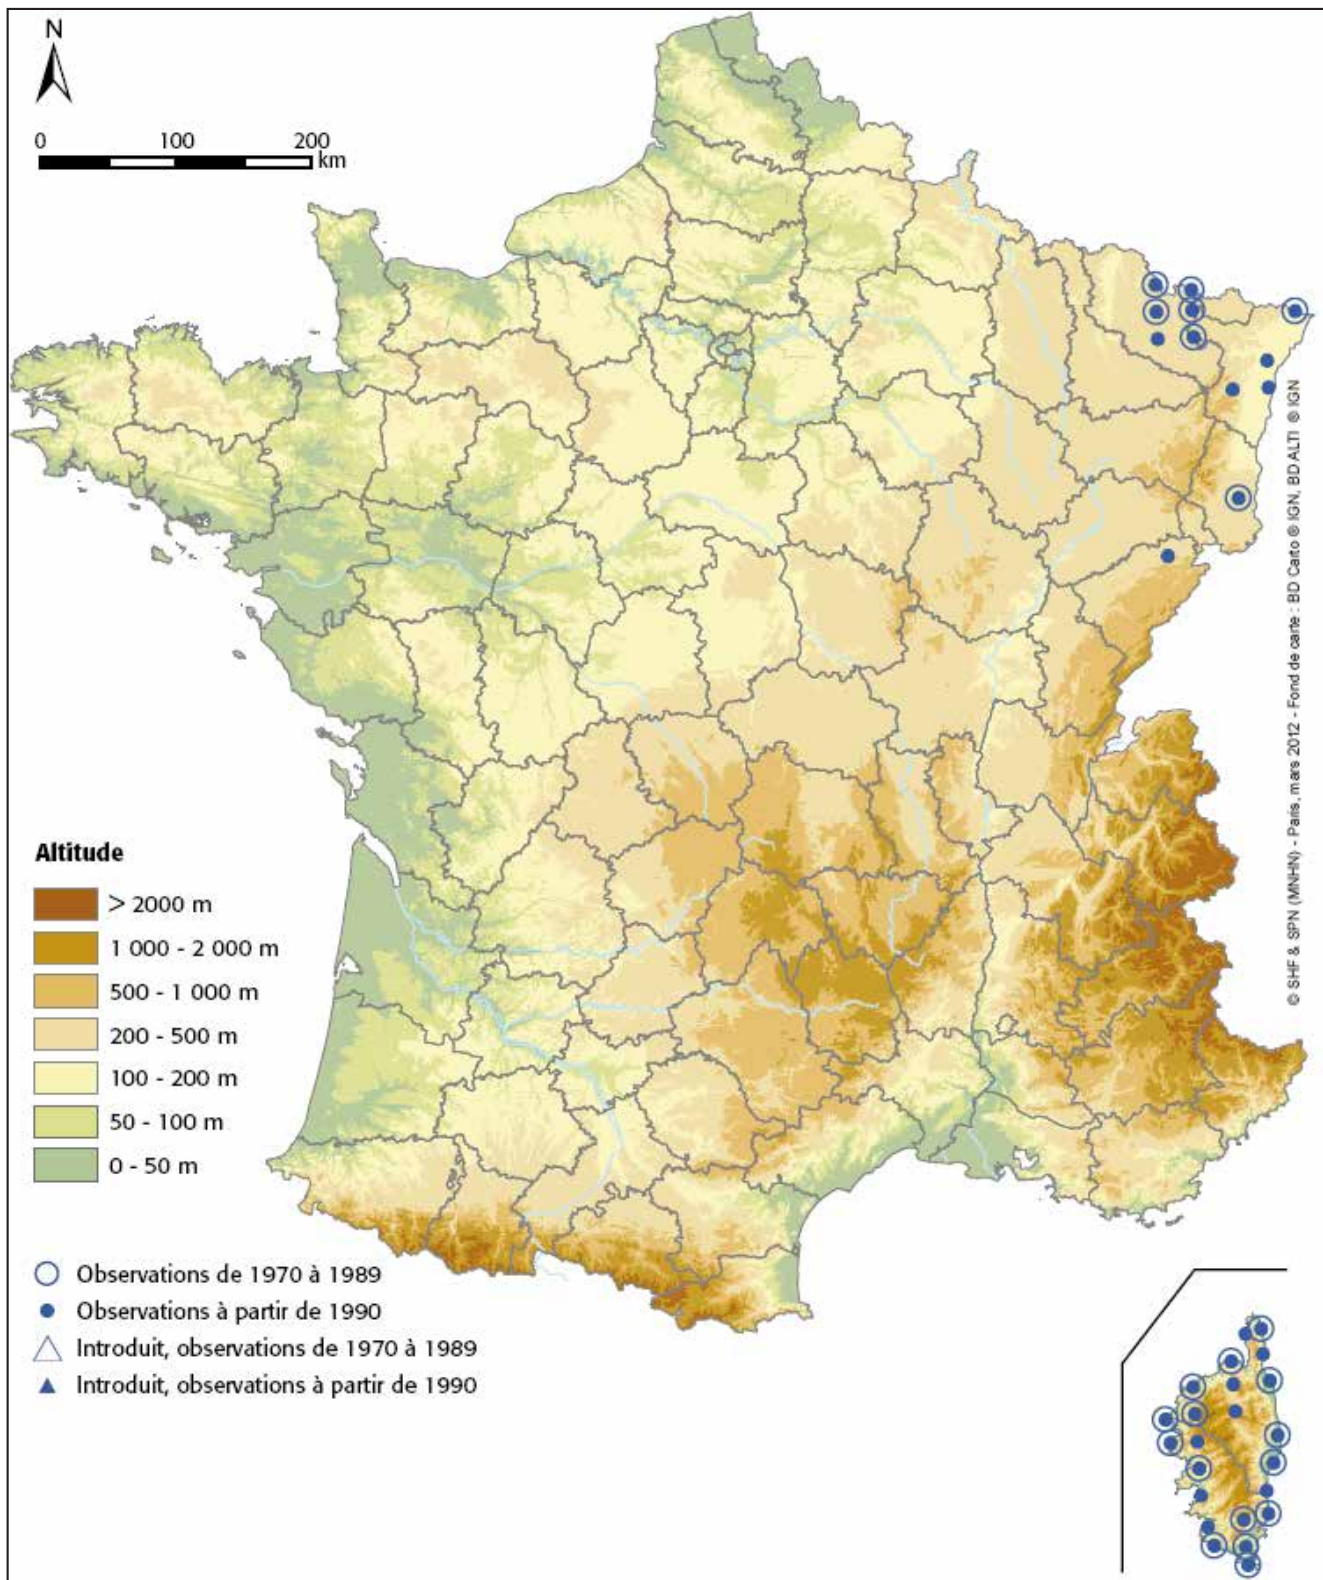 N
0 100 200
km
Altitude
> 2000 m
1 000 - 2 000 m
500 - 1 000 m
200 - 500 m
100 - 200 m
50 - 100 m
0 - 50 m
Observations de 1970 à 1989
Observations à partir de 1990
Introduit, observations de 1970 à 1989
Introduit, observations à partir de 1990
© SHF & SPN (MNHN) - Paris, mars 2012 - Fond de carte : BD Carto ® IGN, BD ALTI ® IGN